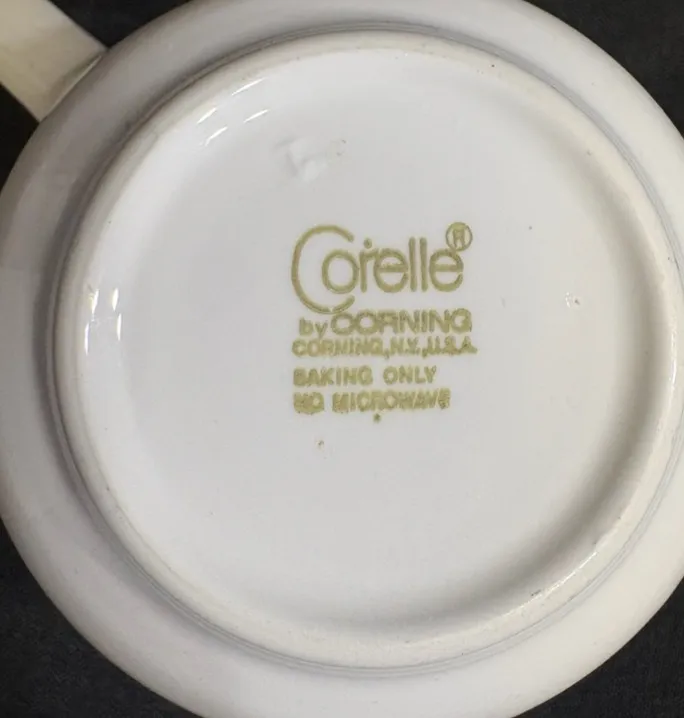 Corelle®
by CORNING
CORNING, N.Y., U.S.A.
BAKING ONLY
NO MICROWAVE